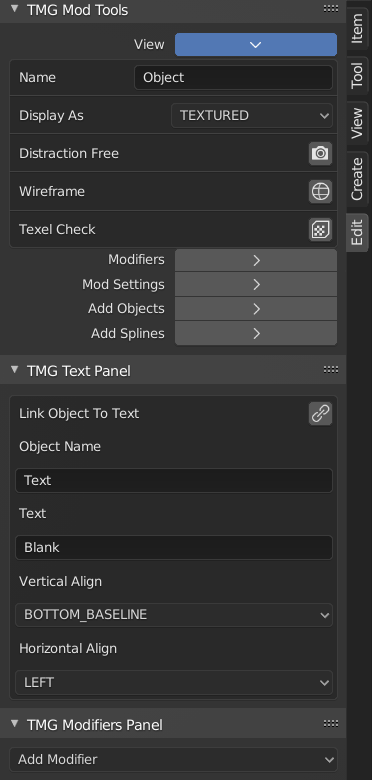 TMG Mod Tools
View
Name Object
Display As TEXTURED
Distraction Free
Wireframe
Texel Check
Modifiers
Mod Settings
Add Objects
Add Splines
TMG Text Panel
Link Object To Text
Object Name
Text
Text
Blank
Vertical Align
BOTTOM_BASELINE
Horizontal Align
LEFT
TMG Modifiers Panel
Add Modifier
Item
Tool
View
Create
Edit